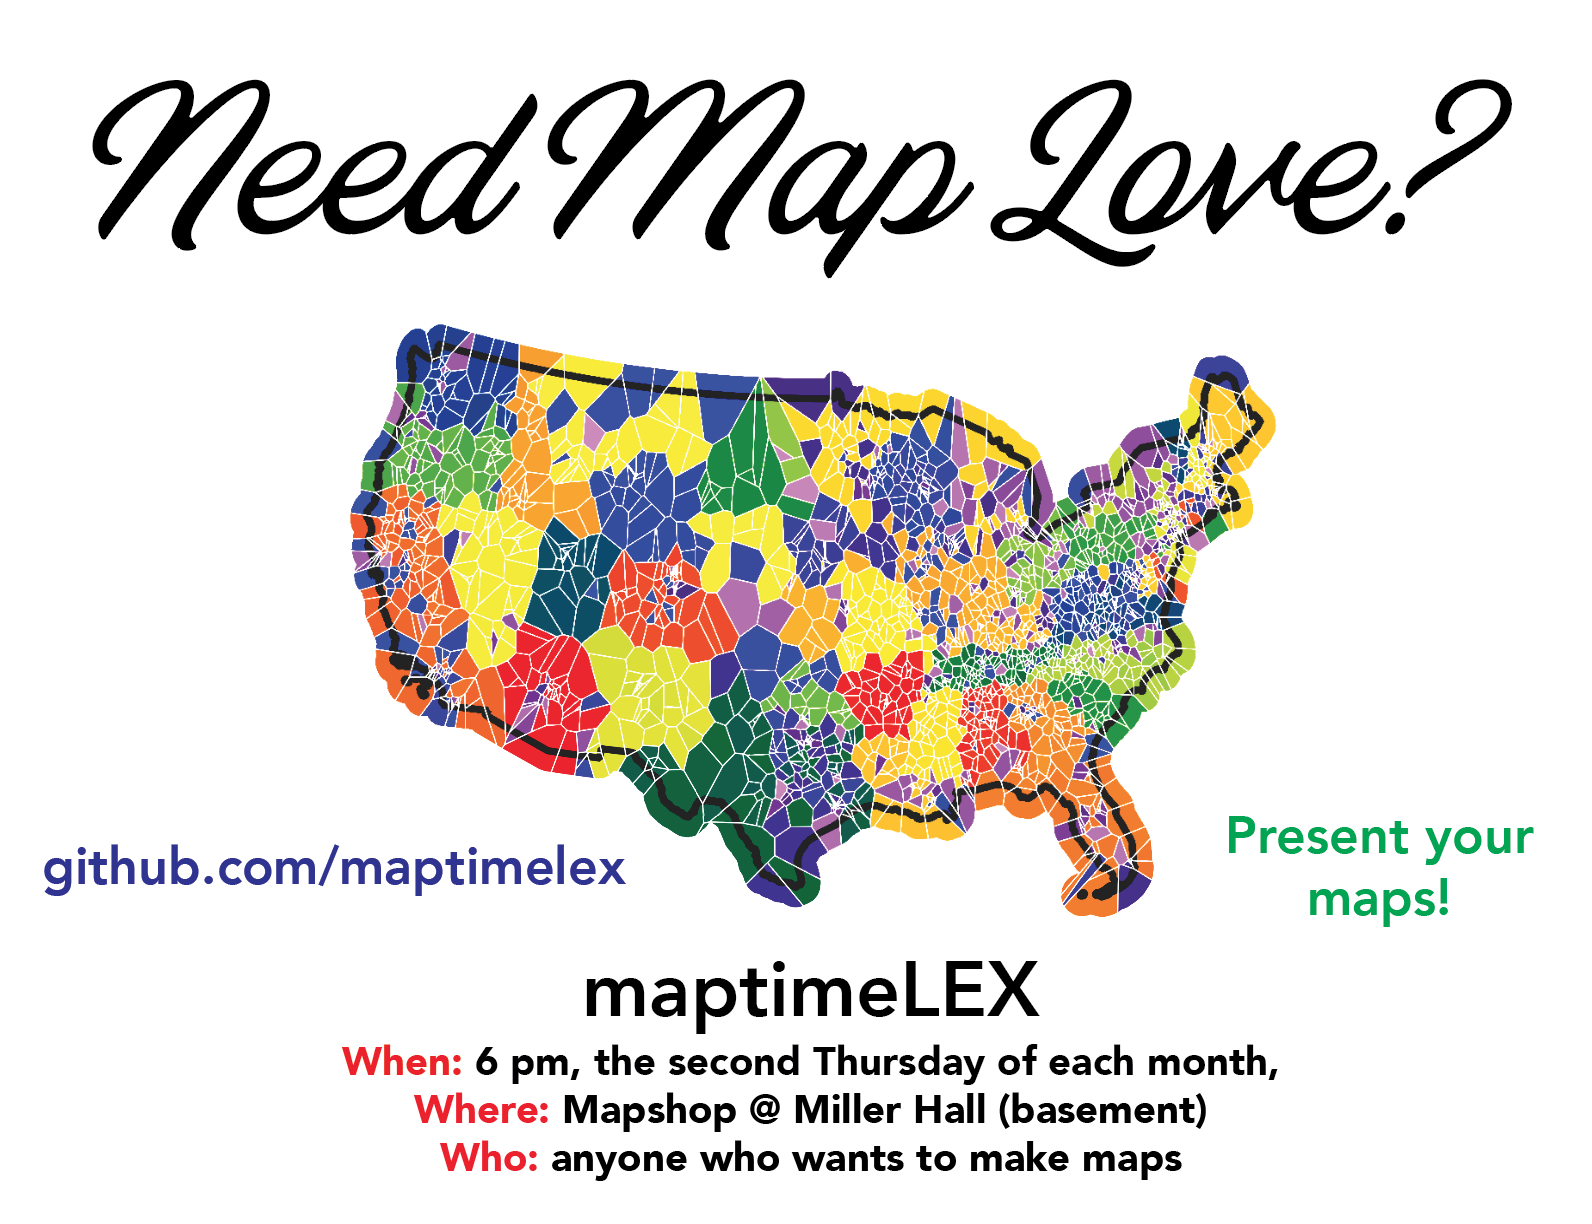 Need Map Love?
github.com/maptimelex
Present your
maps!
maptimeLEX
When: 6 pm, the second Thursday of each month,
Where: Mapshop @ Miller Hall (basement)
Who: anyone who wants to make maps